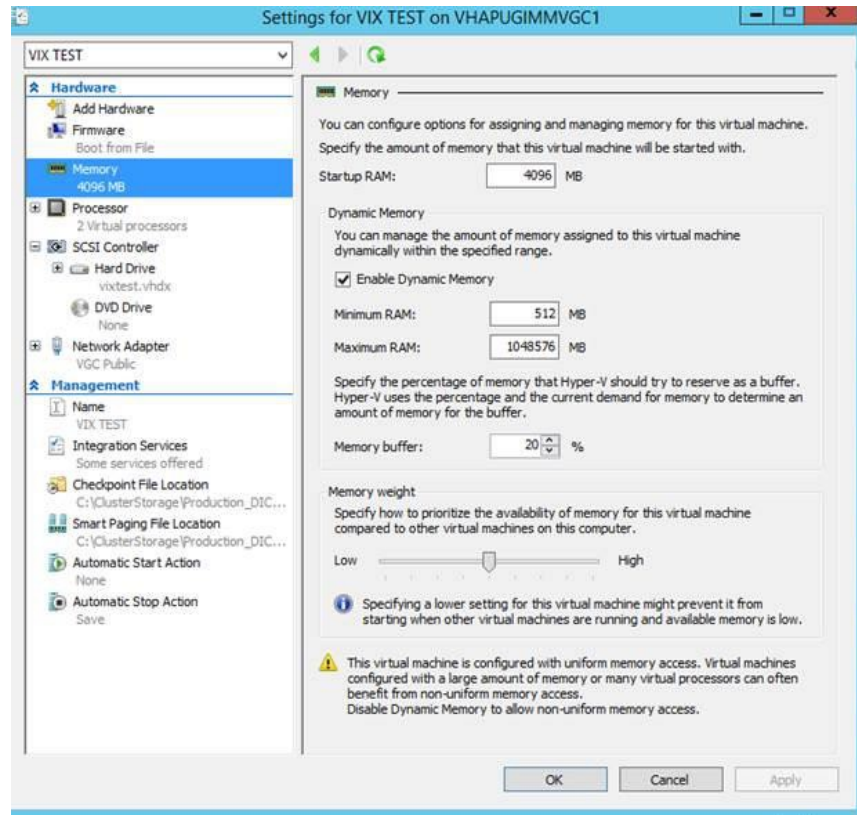 Settings for VIX TEST on VHAPUGIMMVGC1
VIX TEST
Hardware
Add Hardware
Firmware
Boot from File
Memory
4096 MB
Processor
2 Virtual processors
SCSI Controller
Hard Drive
vixtest.vhdx
DVD Drive
None
Network Adapter
VGC Public
Management
Name
VIX TEST
Integration Services
Some services offered
Checkpoint File Location
C:\ClusterStorage\Production_DIC...
Smart Paging File Location
C:\ClusterStorage\Production_DIC...
Automatic Start Action
None
Automatic Stop Action
Save
Memory
You can configure options for assigning and managing memory for this virtual machine.
Specify the amount of memory that this virtual machine will be started with.
Startup RAM: 4096 MB
Dynamic Memory
You can manage the amount of memory assigned to this virtual machine
dynamically within the specified range.
Enable Dynamic Memory
Minimum RAM: 512 MB
Maximum RAM: 1048576 MB
Specify the percentage of memory that Hyper-V should try to reserve as a buffer.
Hyper-V uses the percentage and the current demand for memory to determine an
amount of memory for the buffer.
Memory buffer: 20 %
Memory weight
Specify how to prioritize the availability of memory for this virtual machine
compared to other virtual machines on this computer.
Low High
Specifying a lower setting for this virtual machine might prevent it from
starting when other virtual machines are running and available memory is low.
This virtual machine is configured with uniform memory access. Virtual machines
configured with a large amount of memory or many virtual processors can often
benefit from non-uniform memory access.
Disable Dynamic Memory to allow non-uniform memory access.
OK Cancel Apply